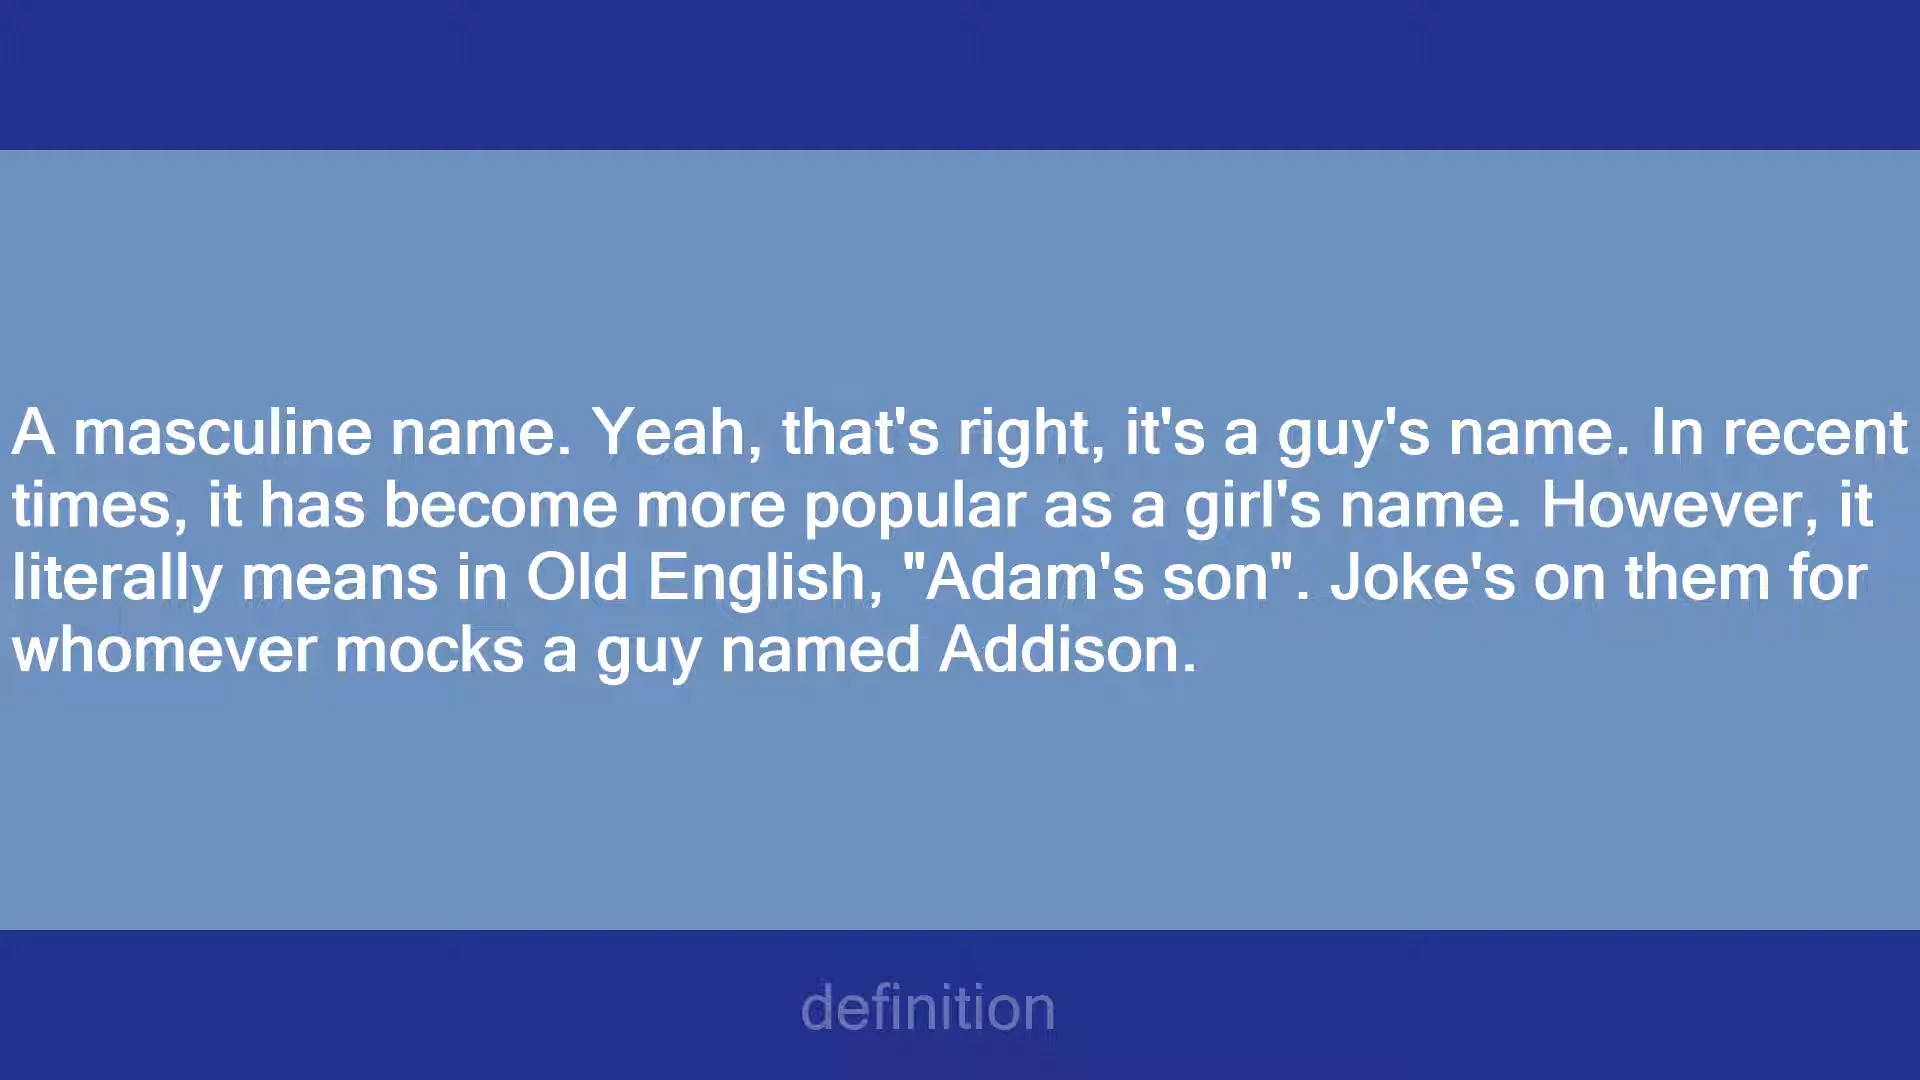 A masculine name. Yeah, that's right, it's a guy's name. In recent
times, it has become more popular as a girl's name. However, it
literally means in Old English, "Adam's son". Joke's on them for
whomever mocks a guy named Addison.
definition